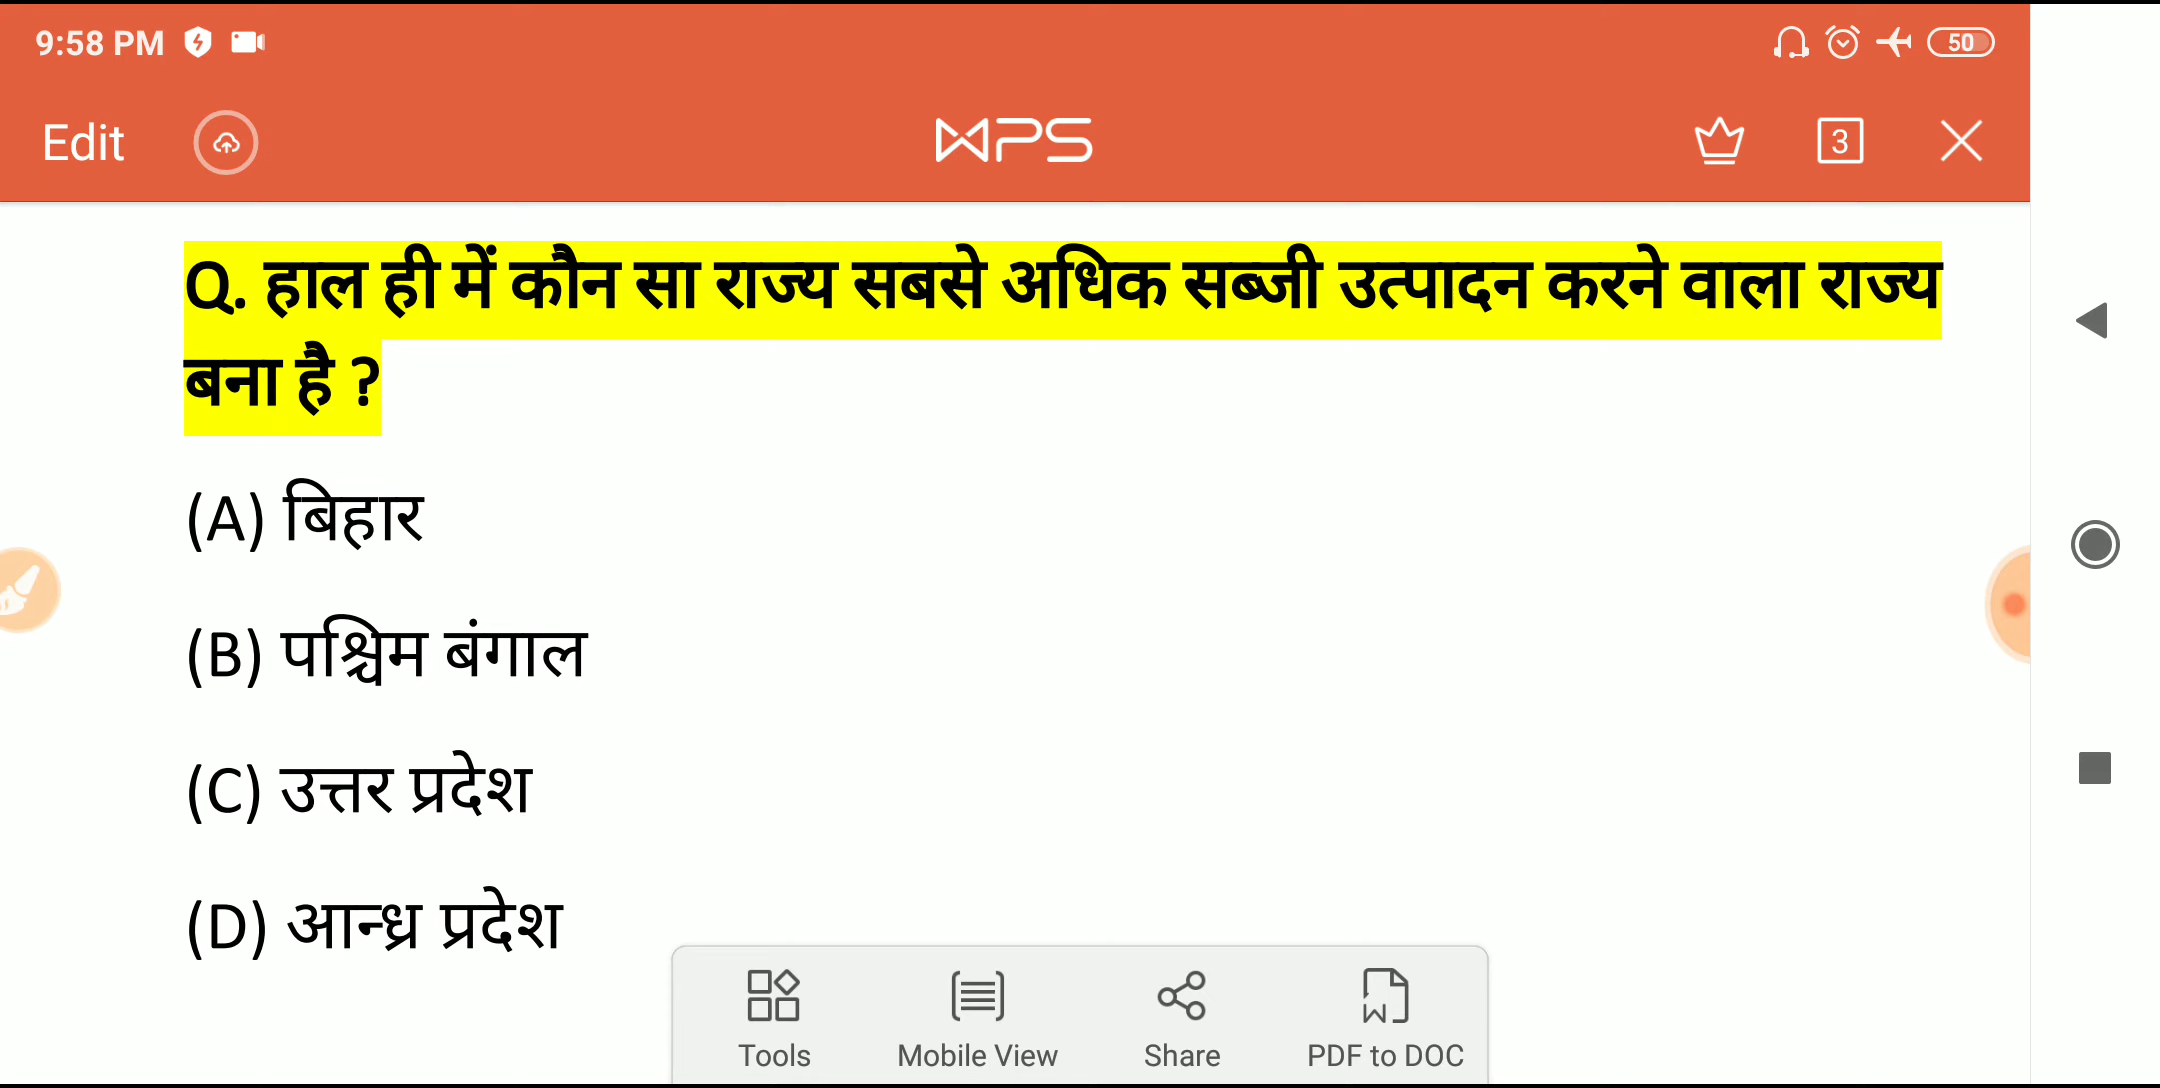 9:58 PM
50
Edit
WPS
3
Q. हाल ही में कौन सा राज्य सबसे अधिक सब्जी उत्पादन करने वाला राज्य
बना है ?
(A) बिहार
(B) पश्चिम बंगाल
(C) उत्तर प्रदेश
(D) आन्ध्र प्रदेश
Tools
Mobile View
Share
PDF to DOC